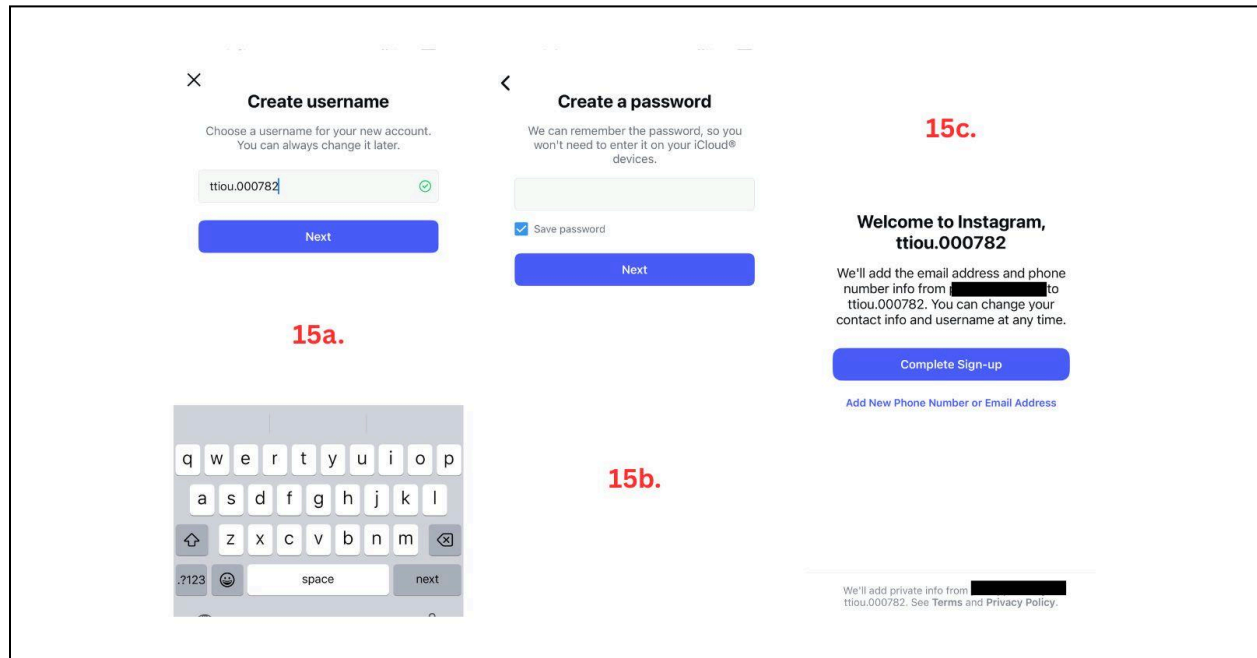 Create username
Choose a username for your new account.
You can always change it later.
ttiou.000782
Next
15a.
q w e r t y u i o p
a s d f g h j k l
z x c v b n m
.?123 space next
Create a password
We can remember the password, so you
won't need to enter it on your iCloud®
devices.
Save password
Next
15b.
15c.
Welcome to Instagram,
ttiou.000782
We'll add the email address and phone
number info from to
ttiou.000782. You can change your
contact info and username at any time.
Complete Sign-up
Add New Phone Number or Email Address
We'll add private info from
ttiou.000782. See Terms and Privacy Policy.